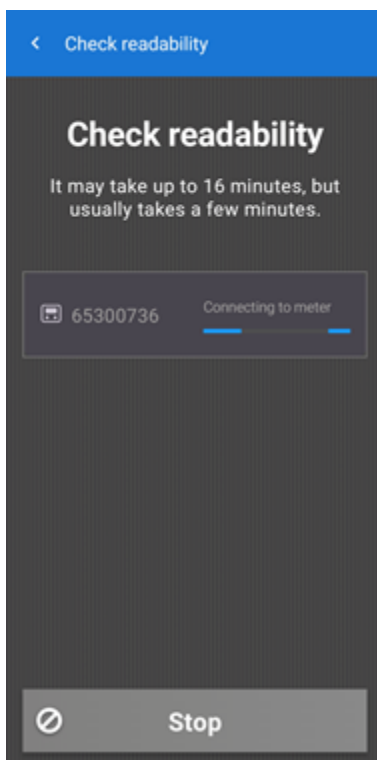 Check readability
Check readability
It may take up to 16 minutes, but
usually takes a few minutes.
65300736
Connecting to meter
Stop